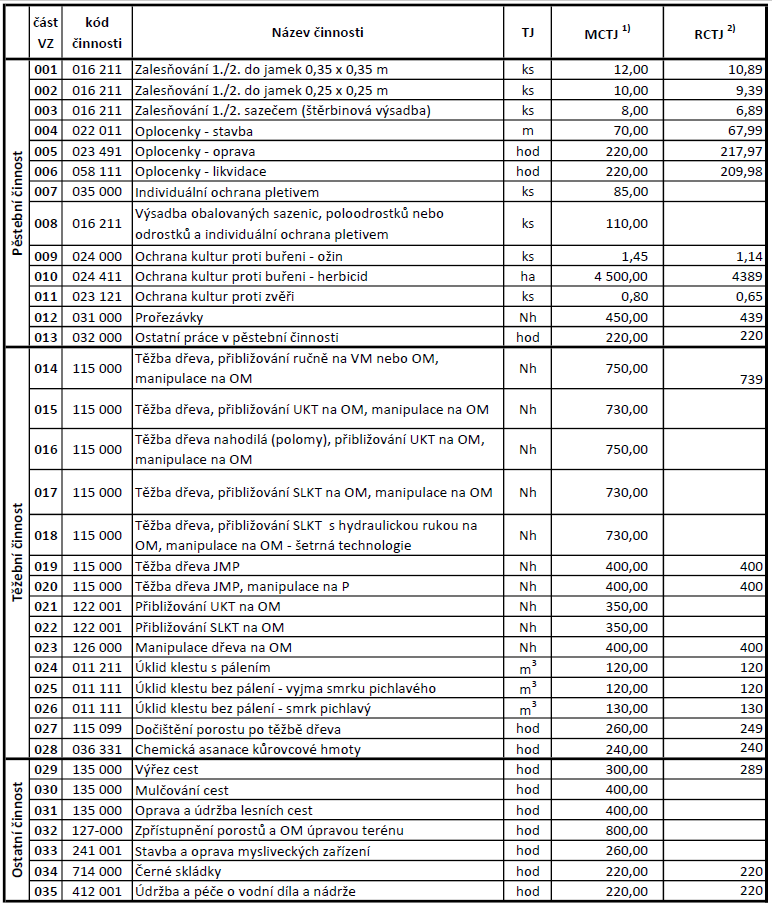 část VZ | kód činnosti | Název činnosti | TJ | MCTJ 1) | RCTJ 2)
Pěstební činnost
001 | 016 211 | Zalesňování 1./2. do jamek 0,35 x 0,35 m | ks | 12,00 | 10,89
002 | 016 211 | Zalesňování 1./2. do jamek 0,25 x 0,25 m | ks | 10,00 | 9,39
003 | 016 211 | Zalesňování 1./2. sazečem (štěrbinová výsadba) | ks | 8,00 | 6,89
004 | 022 011 | Oplocenky - stavba | m | 70,00 | 67,99
005 | 023 491 | Oplocenky - oprava | hod | 220,00 | 217,97
006 | 058 111 | Oplocenky - likvidace | hod | 220,00 | 209,98
007 | 035 000 | Individuální ochrana pletivem | ks | 85,00
008 | 016 211 | Výsadba obalovaných sazenic, poloodrostků nebo
odrostků a individuální ochrana pletivem | ks | 110,00
009 | 024 000 | Ochrana kultur proti buřeni - ožin | ks | 1,45 | 1,14
010 | 024 411 | Ochrana kultur proti buřeni - herbicid | ha | 4 500,00 | 4389
011 | 023 121 | Ochrana kultur proti zvěři | ks | 0,80 | 0,65
012 | 031 000 | Prořezávky | Nh | 450,00 | 439
013 | 032 000 | Ostatní práce v pěstební činnosti | hod | 220,00 | 220
Těžební činnost
014 | 115 000 | Těžba dřeva, přibližování ručně na VM nebo OM,
manipulace na OM | Nh | 750,00 | 739
015 | 115 000 | Těžba dřeva, přibližování UKT na OM, manipulace na OM | Nh | 730,00
016 | 115 000 | Těžba dřeva nahodilá (polomy), přibližování UKT na OM,
manipulace na OM | Nh | 750,00
017 | 115 000 | Těžba dřeva, přibližování SLKT na OM, manipulace na OM | Nh | 730,00
018 | 115 000 | Těžba dřeva, přibližování SLKT s hydraulickou rukou na
OM, manipulace na OM - šetrná technologie | Nh | 730,00
019 | 115 000 | Těžba dřeva JMP | Nh | 400,00 | 400
020 | 115 000 | Těžba dřeva JMP, manipulace na P | Nh | 400,00 | 400
021 | 122 001 | Přibližování UKT na OM | Nh | 350,00
022 | 122 001 | Přibližování SLKT na OM | Nh | 350,00
023 | 126 000 | Manipulace dřeva na OM | Nh | 400,00 | 400
024 | 011 211 | Úklid klestu s pálením | m³ | 120,00 | 120
025 | 011 111 | Úklid klestu bez pálení - vyjma smrku pichlavého | m³ | 120,00 | 120
026 | 011 111 | Úklid klestu bez pálení - smrk pichlavý | m³ | 130,00 | 130
027 | 115 099 | Dočištění porostu po těžbě dřeva | hod | 260,00 | 249
028 | 036 331 | Chemická asanace kůrovcové hmoty | hod | 240,00 | 240
Ostatní činnost
029 | 135 000 | Výřez cest | hod | 300,00 | 289
030 | 135 000 | Mulčování cest | hod | 400,00
031 | 135 000 | Oprava a údržba lesních cest | hod | 400,00
032 | 127-000 | Zpřístupnění porostů a OM úpravou terénu | hod | 800,00
033 | 241 001 | Stavba a oprava mysliveckých zařízení | hod | 260,00
034 | 714 000 | Černé skládky | hod | 220,00 | 220
035 | 412 001 | Údržba a péče o vodní díla a nádrže | hod | 220,00 | 220